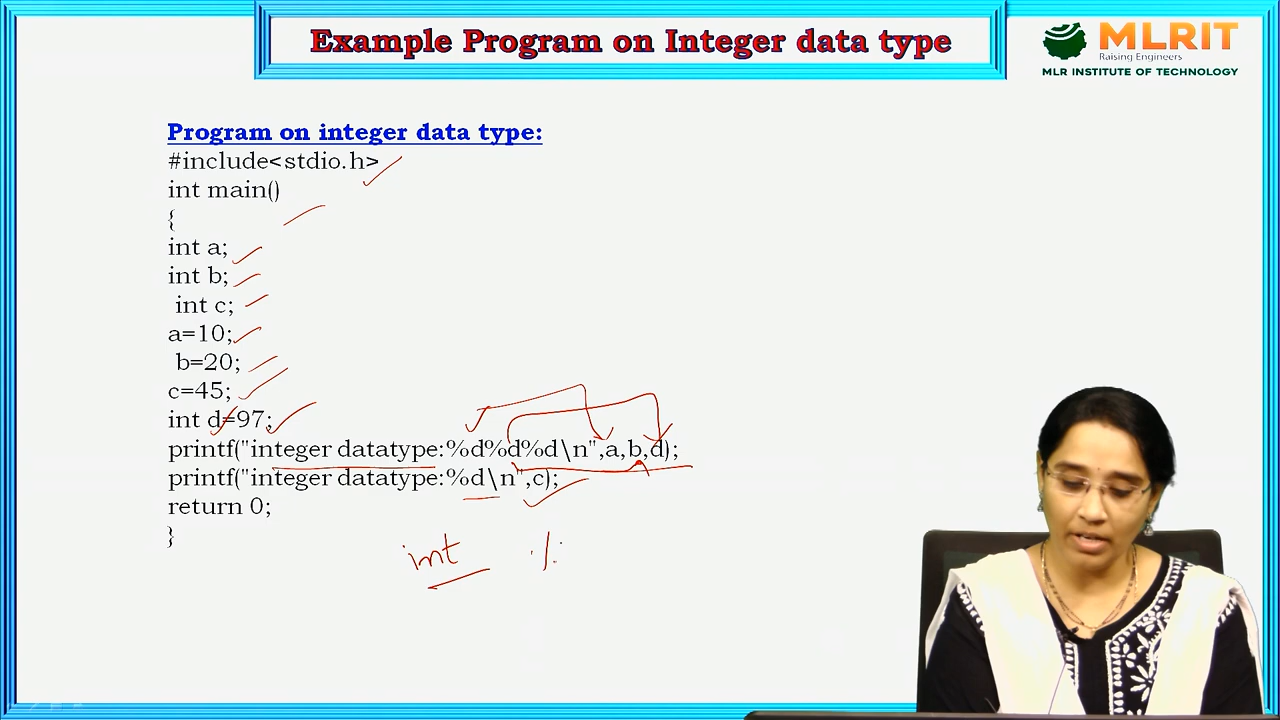 Example Program on Integer data type
MLRIT
Raising Engineers
MLR INSTITUTE OF TECHNOLOGY
Program on integer data type:
#include<stdio.h>
int main()
{
int a;
int b;
int c;
a=10;
b=20;
c=45;
int d=97;
printf("integer datatype:%d%d%d\n",a,b,d);
printf("integer datatype:%d\n",c);
return 0;
}
int %